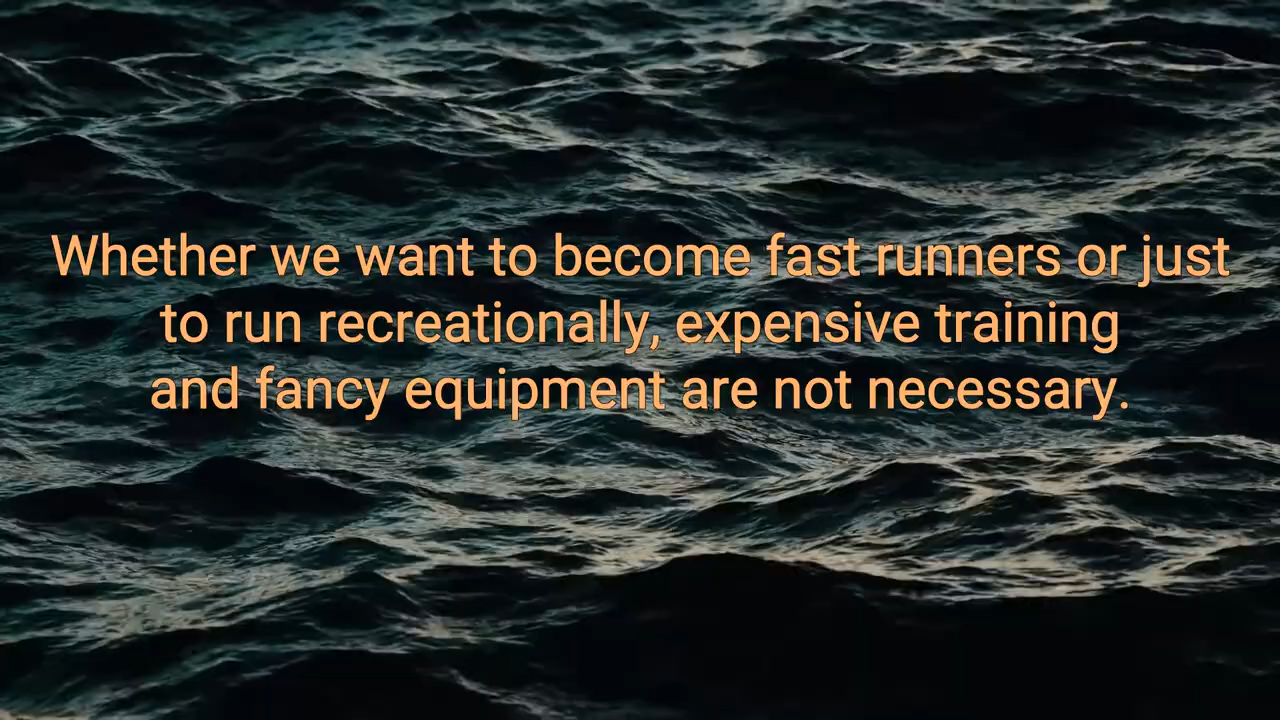 Whether we want to become fast runners or just
to run recreationally, expensive training
and fancy equipment are not necessary.